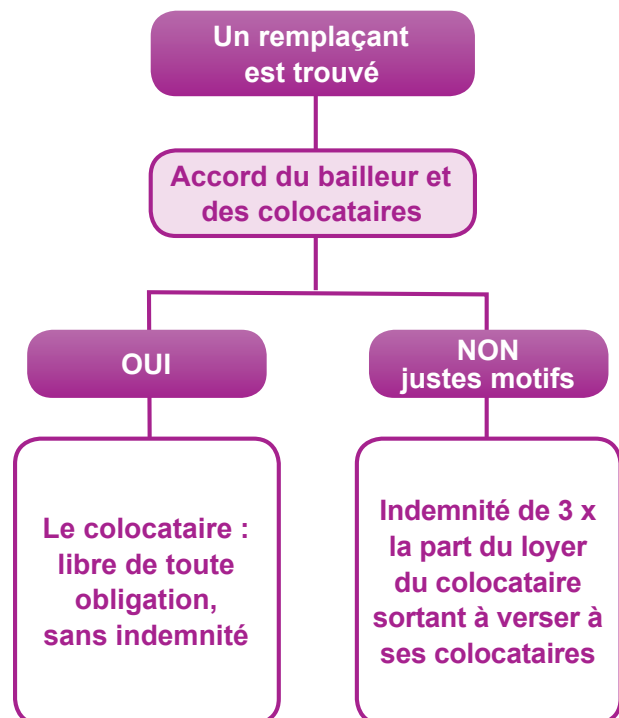 Un remplaçant
est trouvé
Accord du bailleur et
des colocataires
OUI
NON
justes motifs
Le colocataire :
libre de toute
obligation,
sans indemnité
Indemnité de 3 x
la part du loyer
du colocataire
sortant à verser à
ses colocataires